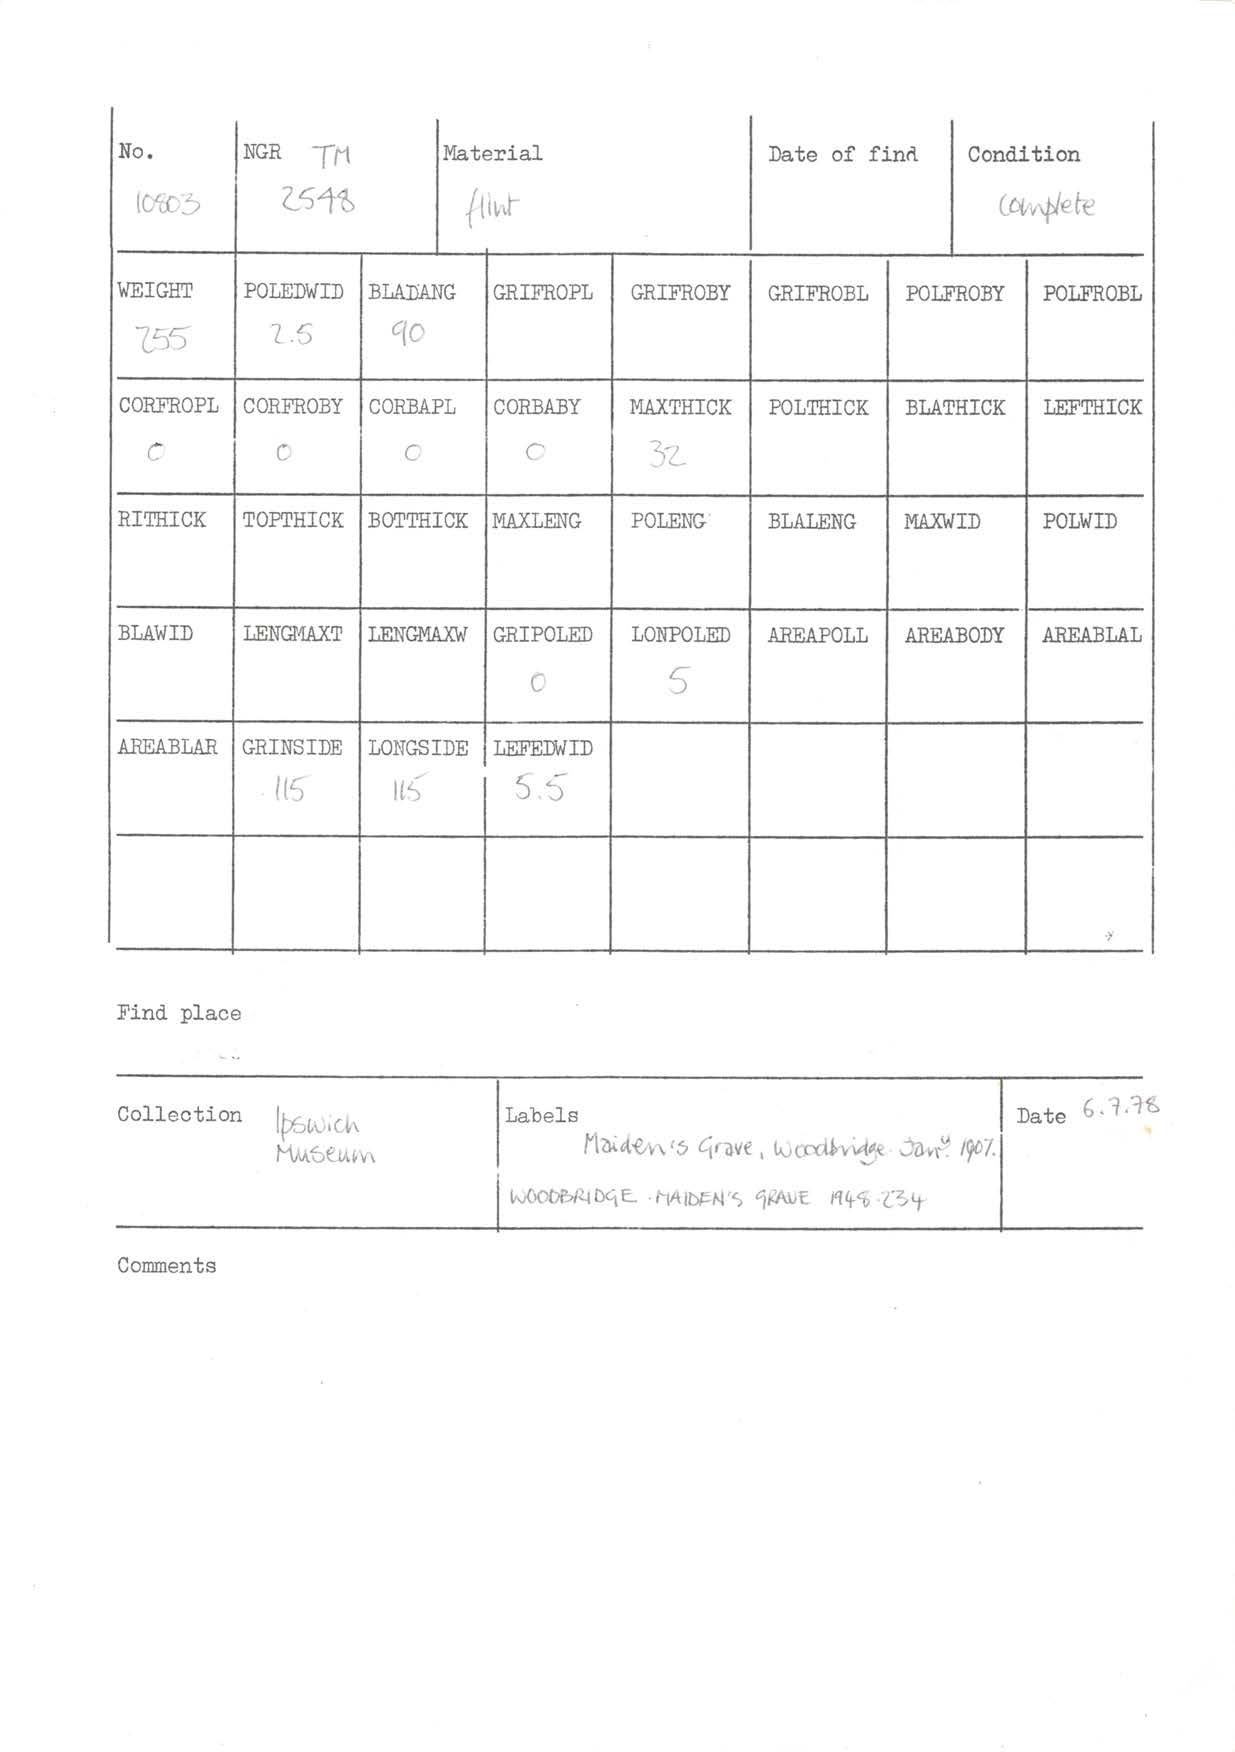 No. NGR TM Material Date of find Condition
10803 2548 flint complete
WEIGHT POLEDWID BLADANG GRIFROPL GRIFROBY GRIFROBL POLFROBY POLFROBL
255 2.5 90
CORFROPL CORFROBY CORBAPL CORBABY MAXTHICK POLTHICK BLATHICK LEFTHICK
0 0 0 0 32
RITHICK TOPTHICK BOTTHICK MAXLENG POLENG BLALENG MAXWID POLWID
BLAWID LENGMAXT LENGMAXW GRIPOLED LONPOLED AREAPOLL AREABODY AREABLAL
0 5
AREABLAR GRINSIDE LONGSIDE LEFEDWID
115 115 5.5
Find place
Collection Ipswich Labels Date 6.7.78
Museum Maiden's Grave, Woodbridge. Jany. 1907.
WOODBRIDGE . MAIDEN'S GRAVE 1948.234
Comments